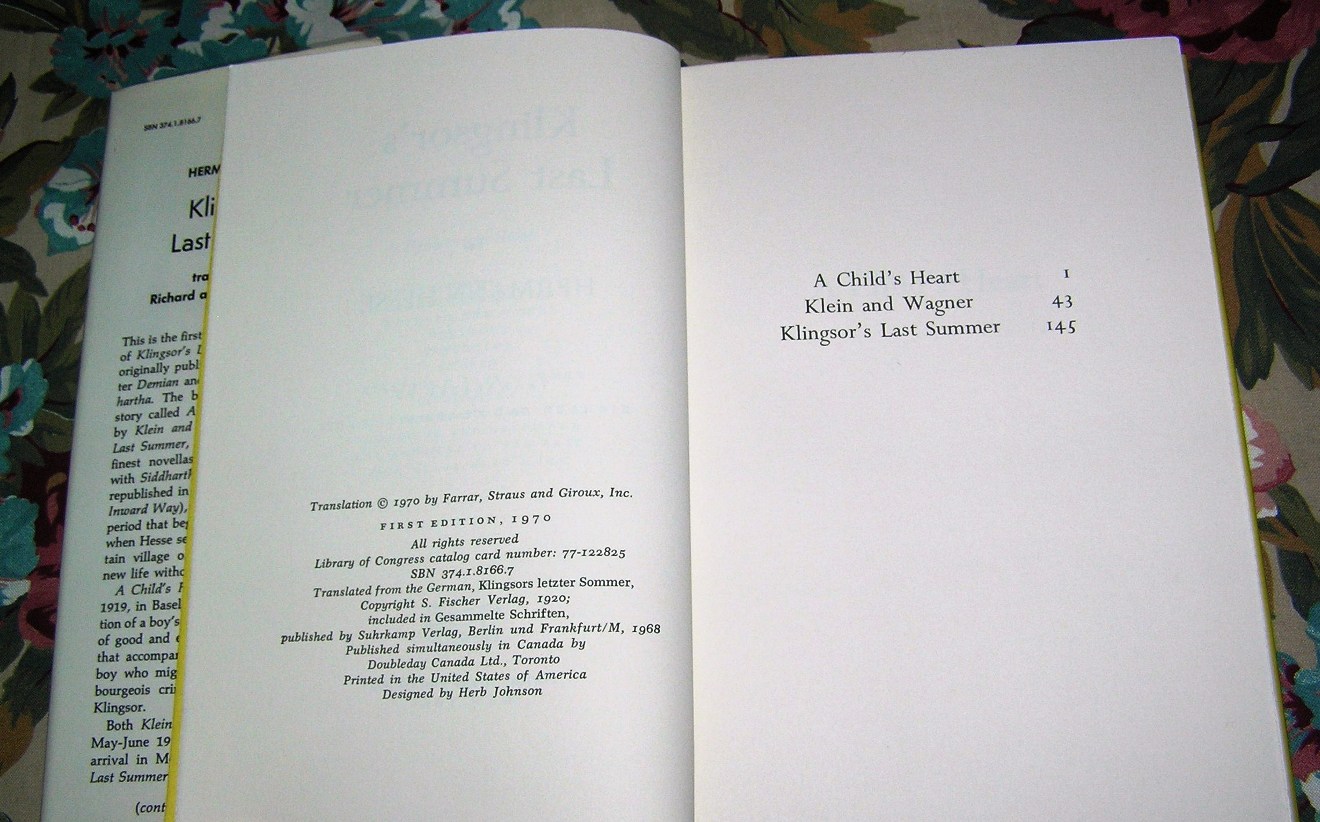 SBN 374.1.8166.7
HERM
Kli
Last
tra
Richard a
This is the first
of Klingsor's L
originally publ
ter Demian an
hartha. The b
story called A
by Klein and
Last Summer,
finest novellas
with Siddharth
republished in
Inward Way),
period that beg
when Hesse se
tain village o
new life witho
A Child's H
1919, in Basel
tion of a boy's
of good and e
that accompan
boy who mig
bourgeois cri
Klingsor.
Both Klein
May-June 19
arrival in M
Last Summer
(cont
Klingsor's
Last Summer
HERMANN HESSE
Translation © 1970 by Farrar, Straus and Giroux, Inc.
FIRST EDITION, 1970
All rights reserved
Library of Congress catalog card number: 77-122825
SBN 374.1.8166.7
Translated from the German, Klingsors letzter Sommer,
Copyright S. Fischer Verlag, 1920;
included in Gesammelte Schriften,
published by Suhrkamp Verlag, Berlin und Frankfurt/M, 1968
Published simultaneously in Canada by
Doubleday Canada Ltd., Toronto
Printed in the United States of America
Designed by Herb Johnson
A Child's Heart 1
Klein and Wagner 43
Klingsor's Last Summer 145